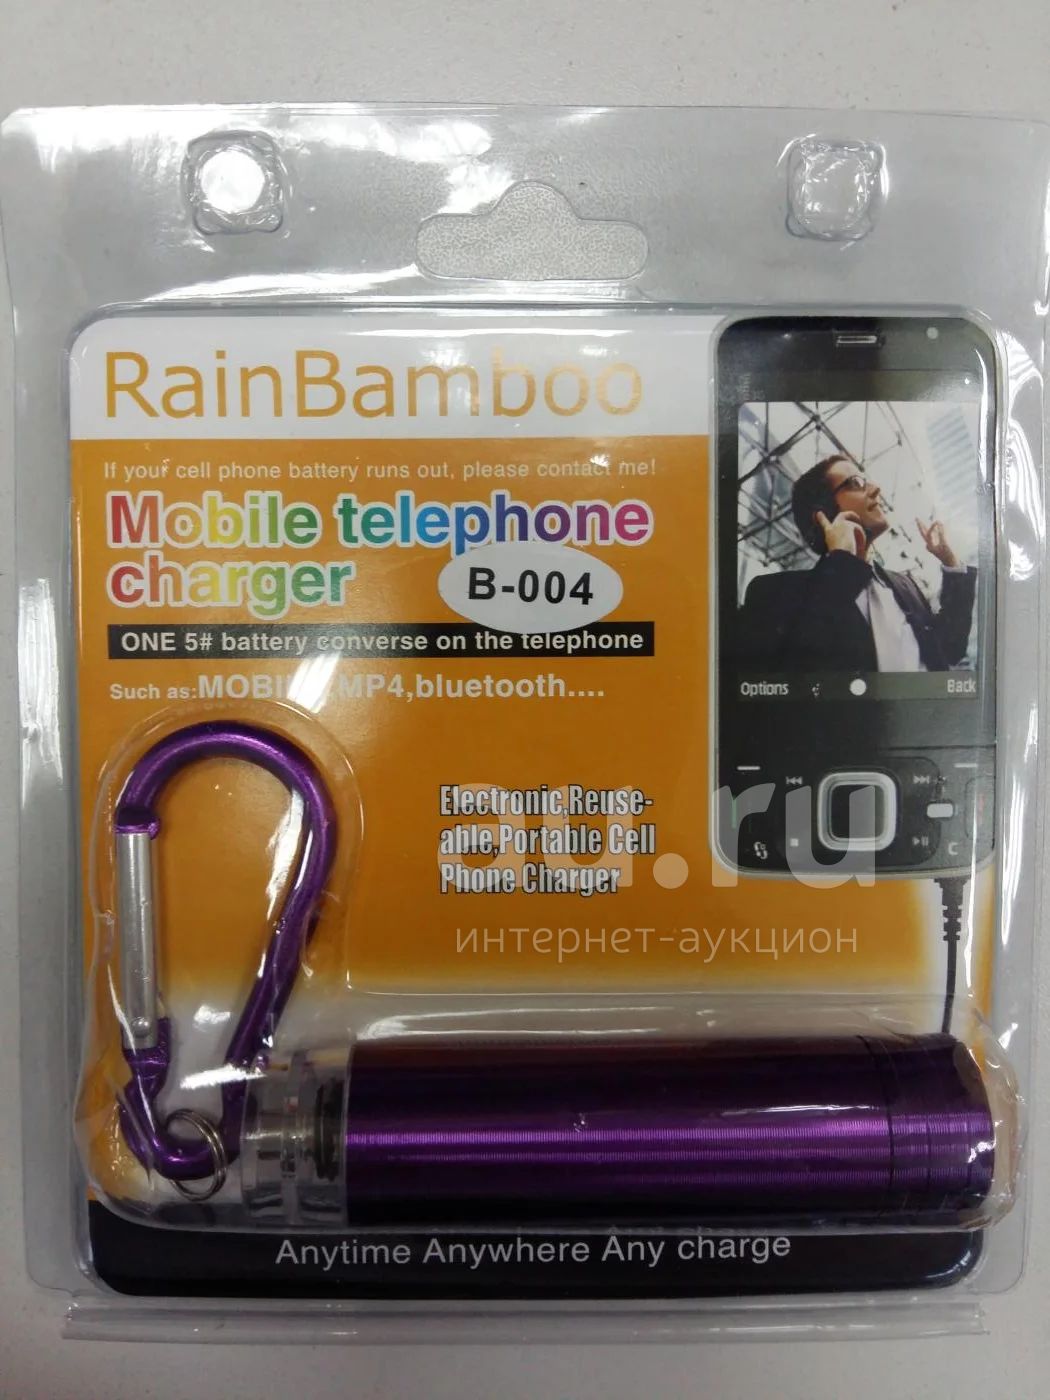 RainBamboo
If your cell phone battery runs out, please contact me!
Mobile telephone
charger
B-004
ONE 5# battery converse on the telephone
Such as:MOBILE,MP4,bluetooth....
Options
Back
Electronic,Reuse-
able,Portable Cell
Phone Charger
au.ru
интернет-аукцион
Anytime Anywhere Any charge